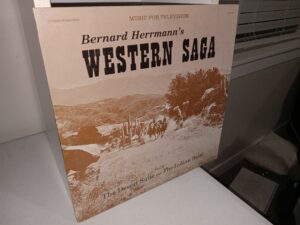 MUSIC FOR TELEVISION
Bernard Herrmann's
WESTERN SAGA
The Desert Suite
The Indian Suite